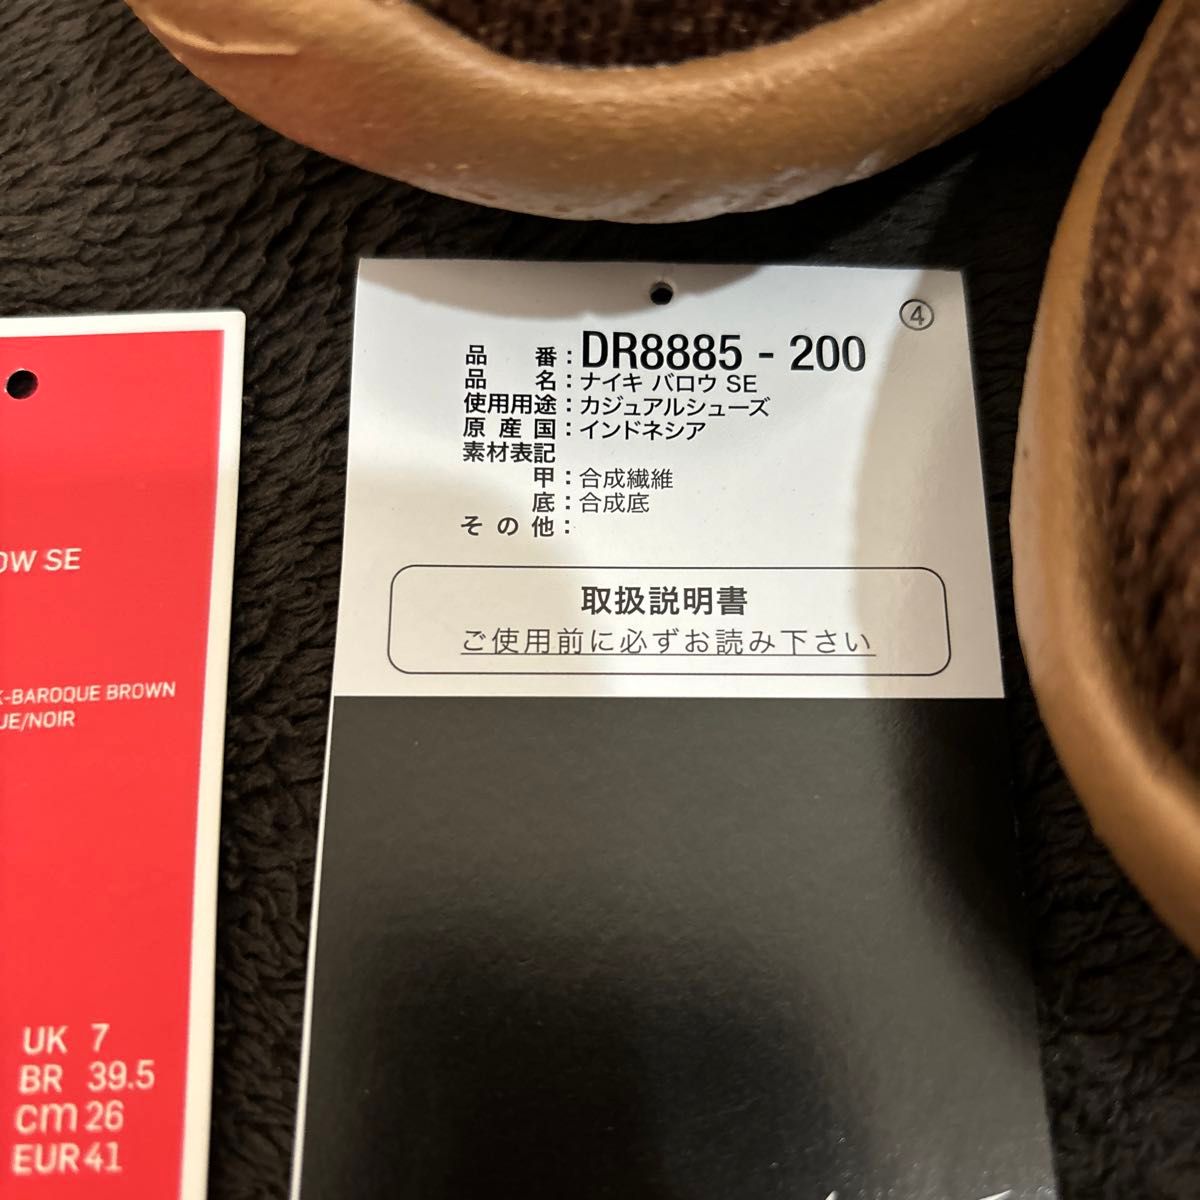 ④
品 番：DR8885 - 200
品 名：ナイキ バロウ SE
使用用途：カジュアルシューズ
原 産 国：インドネシア
素材表記
甲：合成繊維
底：合成底
そ の 他：
取扱説明書
ご使用前に必ずお読み下さい
OW SE
K-BAROQUE BROWN
UE/NOIR
UK 7
BR 39.5
cm 26
EUR 41